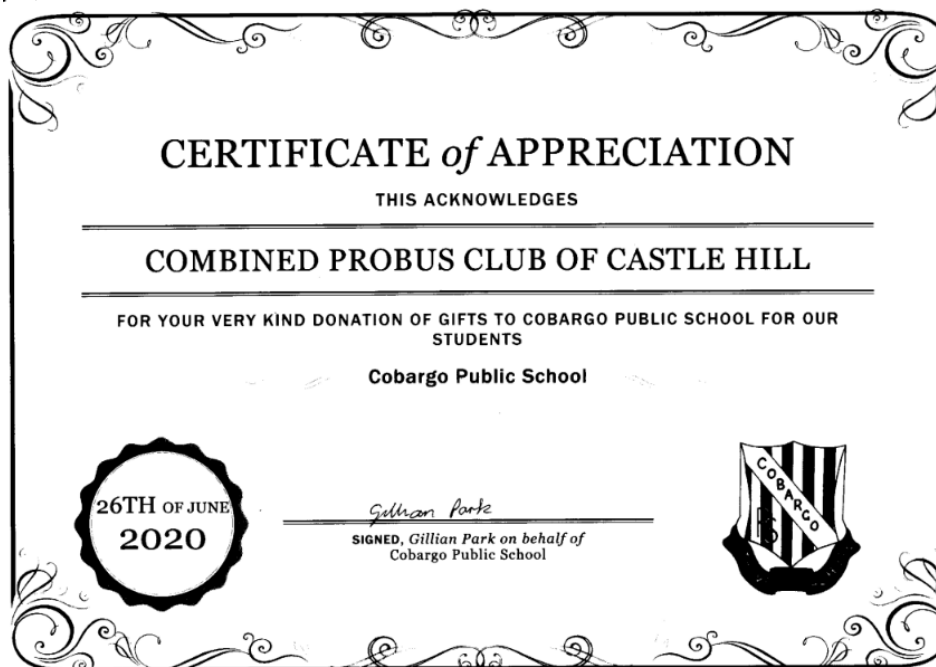 CERTIFICATE of APPRECIATION
THIS ACKNOWLEDGES
COMBINED PROBUS CLUB OF CASTLE HILL
FOR YOUR VERY KIND DONATION OF GIFTS TO COBARGO PUBLIC SCHOOL FOR OUR
STUDENTS
Cobargo Public School
26TH OF JUNE
2020
Gillian Park
SIGNED, Gillian Park on behalf of
Cobargo Public School
COBARGO
PS